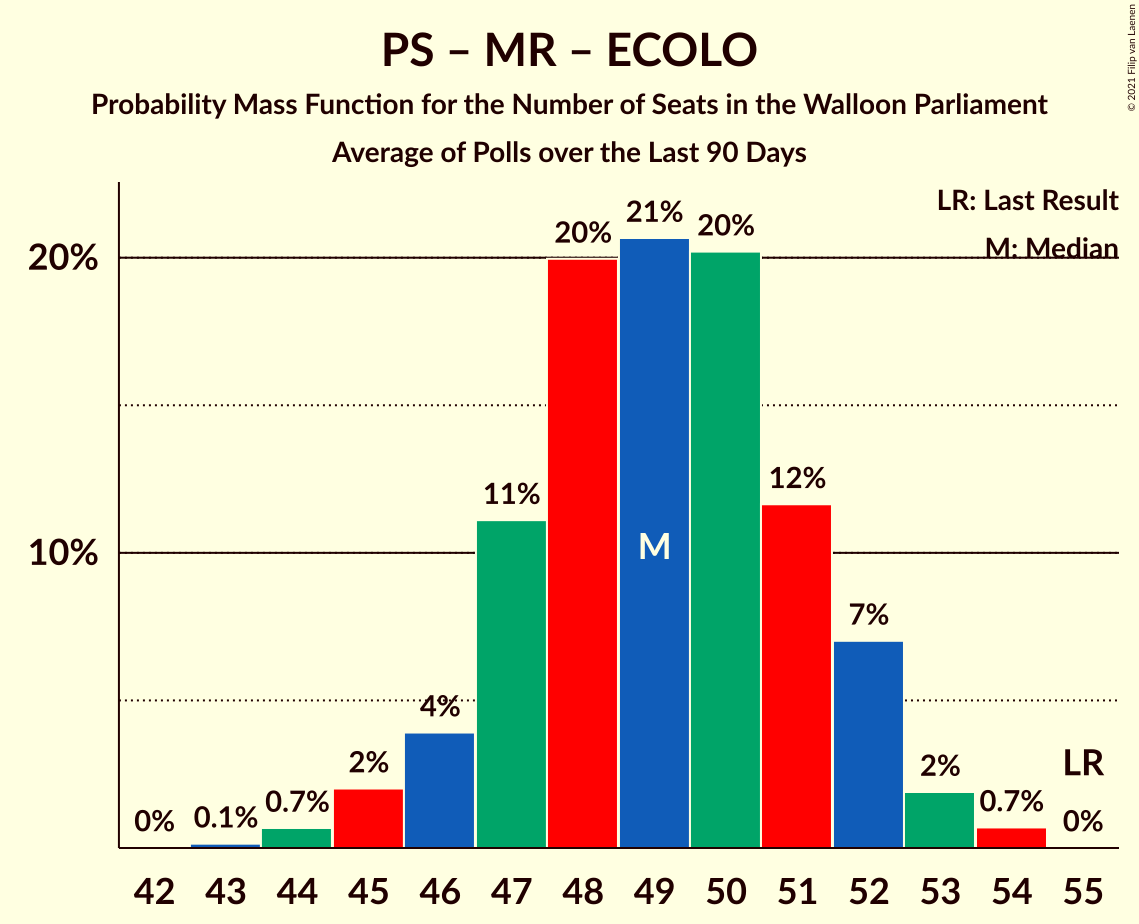 PS – MR – ECOLO
Probability Mass Function for the Number of Seats in the Walloon Parliament
Average of Polls over the Last 90 Days
© 2021 Filip van Laenen
LR: Last Result
M: Median
20%
10%
0%
0.1%
0.7%
2%
4%
11%
20%
21%
20%
12%
7%
2%
0.7%
0%
M
LR
42 43 44 45 46 47 48 49 50 51 52 53 54 55